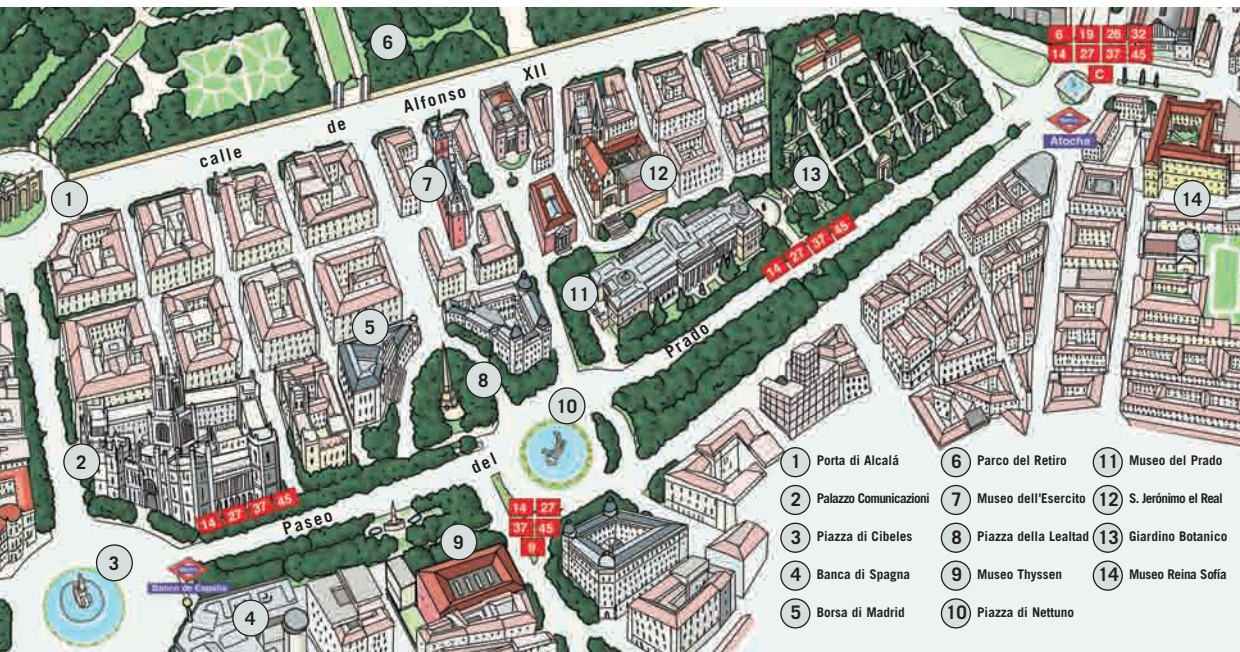 6
calle de Alfonso XII
1
7
12
13
14
11
5
8
10
2
9
3
4
6 19 26 32
14 27 37 45
C
Atocha
14 27 37 45
Paseo del Prado
14 27 37 45
14 27
37 45
9
Banco de España
1 Porta di Alcalá
2 Palazzo Comunicazioni
3 Piazza di Cibeles
4 Banca di Spagna
5 Borsa di Madrid
6 Parco del Retiro
7 Museo dell'Esercito
8 Piazza della Lealtad
9 Museo Thyssen
10 Piazza di Nettuno
11 Museo del Prado
12 S. Jerónimo el Real
13 Giardino Botanico
14 Museo Reina Sofía